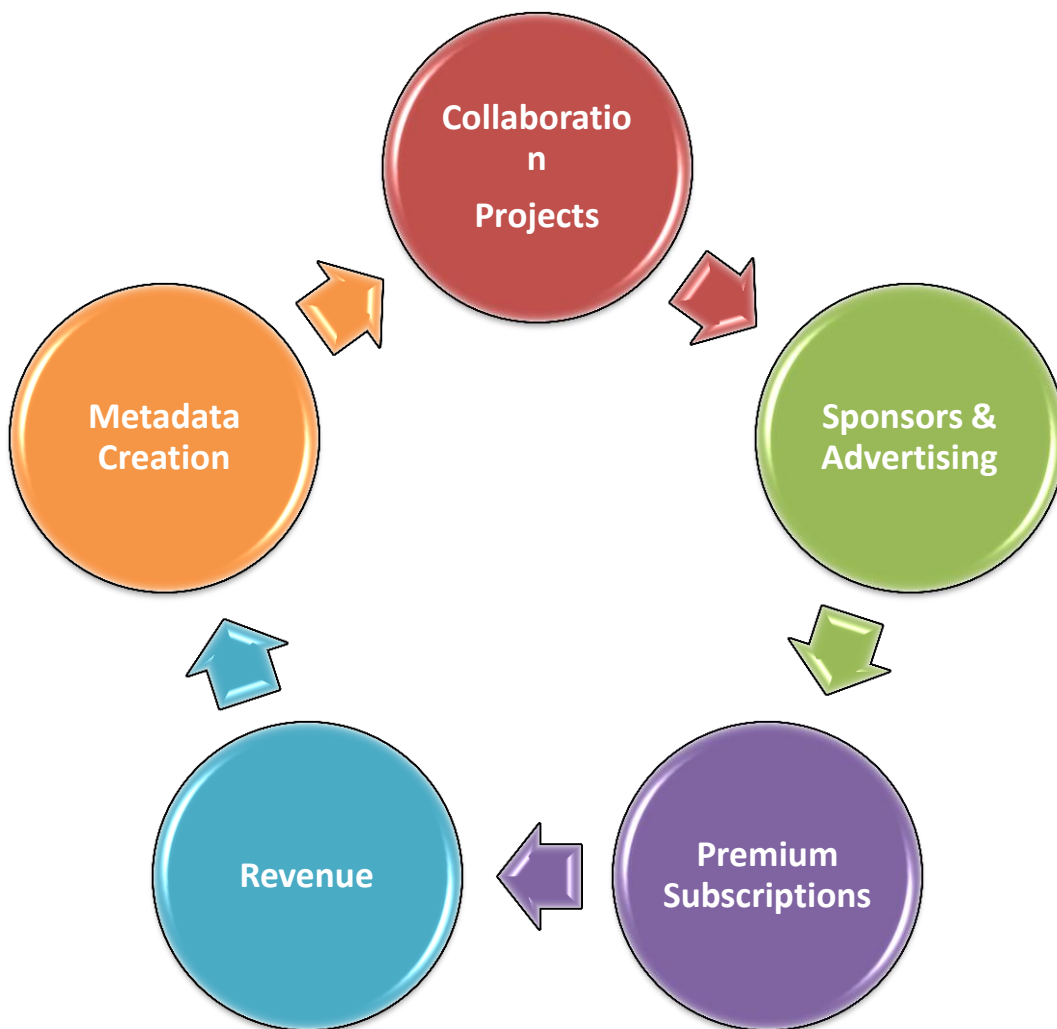 Collaboratio
n
Projects
Sponsors &
Advertising
Premium
Subscriptions
Revenue
Metadata
Creation